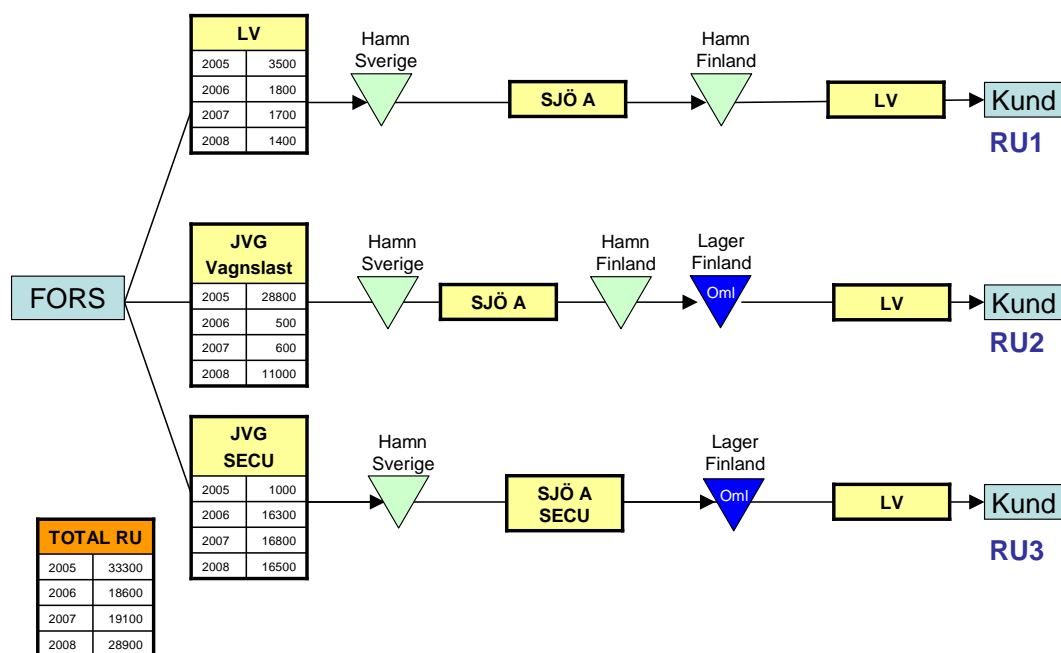 LV
2005 3500
2006 1800
2007 1700
2008 1400
Hamn
Sverige
SJÖ A
Hamn
Finland
LV
Kund
RU1
FORS
JVG
Vagnslast
2005 28800
2006 500
2007 600
2008 11000
Hamn
Sverige
SJÖ A
Hamn
Finland
Lager
Finland
Oml
LV
Kund
RU2
JVG
SECU
2005 1000
2006 16300
2007 16800
2008 16500
Hamn
Sverige
SJÖ A
SECU
Lager
Finland
Oml
LV
Kund
RU3
TOTAL RU
2005 33300
2006 18600
2007 19100
2008 28900